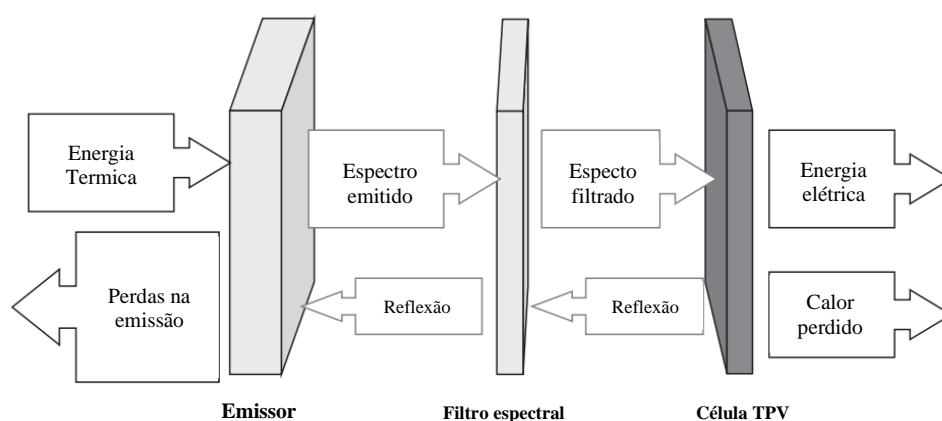 Energia
Termica
Espectro
emitido
Especto
filtrado
Energia
elétrica
Perdas na
emissão
Reflexão
Reflexão
Calor
perdido
Emissor
Filtro espectral
Célula TPV